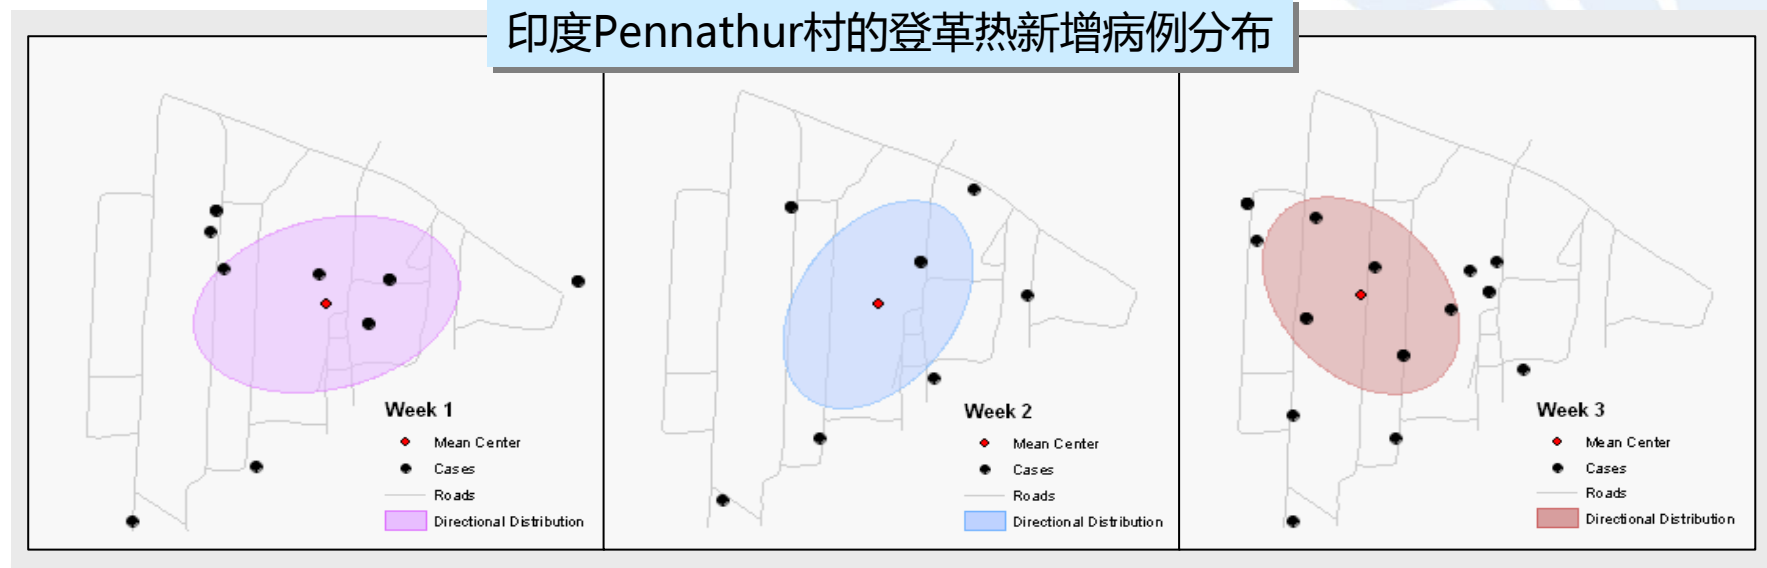 印度Pennathur村的登革热新增病例分布
Week 1
Mean Center
Cases
Roads
Directional Distribution
Week 2
Mean Center
Cases
Roads
Directional Distribution
Week 3
Mean Center
Cases
Roads
Directional Distribution